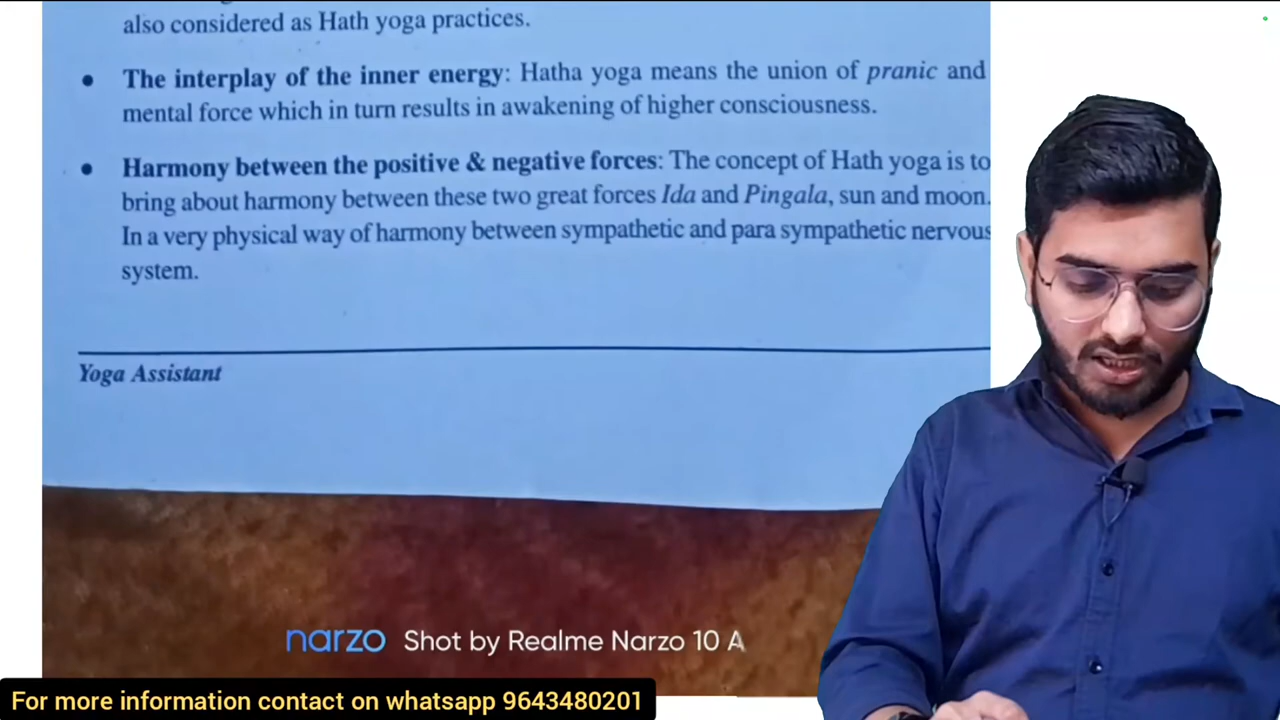 also considered as Hath yoga practices.
• The interplay of the inner energy: Hatha yoga means the union of pranic and
mental force which in turn results in awakening of higher consciousness.
• Harmony between the positive & negative forces: The concept of Hath yoga is to
bring about harmony between these two great forces Ida and Pingala, sun and moon.
In a very physical way of harmony between sympathetic and para sympathetic nervous
system.
Yoga Assistant
narzo Shot by Realme Narzo 10 A
For more information contact on whatsapp 9643480201